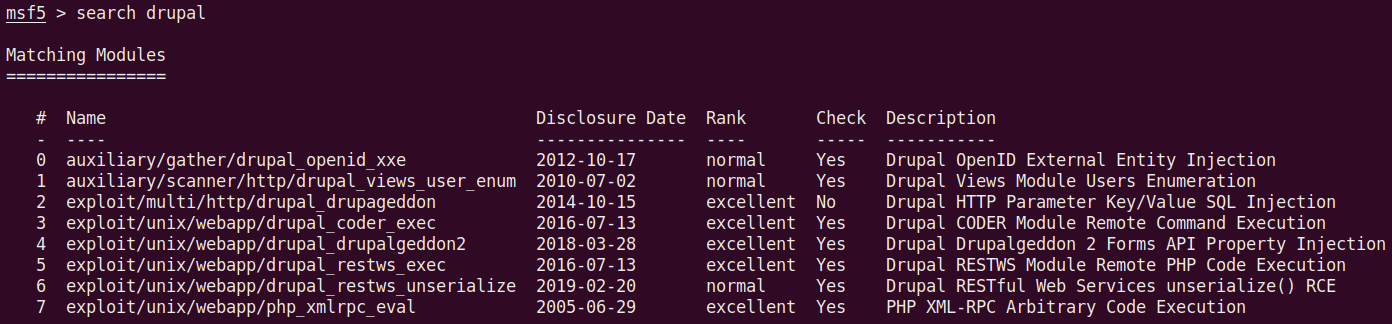 msf5 > search drupal
Matching Modules
================
#  Name                                       Disclosure Date  Rank       Check  Description
-  ----                                       ---------------  ----       -----  -----------
0  auxiliary/gather/drupal_openid_xxe         2012-10-17       normal     Yes    Drupal OpenID External Entity Injection
1  auxiliary/scanner/http/drupal_views_user_enum  2010-07-02       normal     Yes    Drupal Views Module Users Enumeration
2  exploit/multi/http/drupal_drupageddon      2014-10-15       excellent  No     Drupal HTTP Parameter Key/Value SQL Injection
3  exploit/unix/webapp/drupal_coder_exec      2016-07-13       excellent  Yes    Drupal CODER Module Remote Command Execution
4  exploit/unix/webapp/drupal_drupalgeddon2   2018-03-28       excellent  Yes    Drupal Drupalgeddon 2 Forms API Property Injection
5  exploit/unix/webapp/drupal_restws_exec     2016-07-13       excellent  Yes    Drupal RESTWS Module Remote PHP Code Execution
6  exploit/unix/webapp/drupal_restws_unserialize  2019-02-20       normal     Yes    Drupal RESTful Web Services unserialize() RCE
7  exploit/unix/webapp/php_xmlrpc_eval        2005-06-29       excellent  Yes    PHP XML-RPC Arbitrary Code Execution